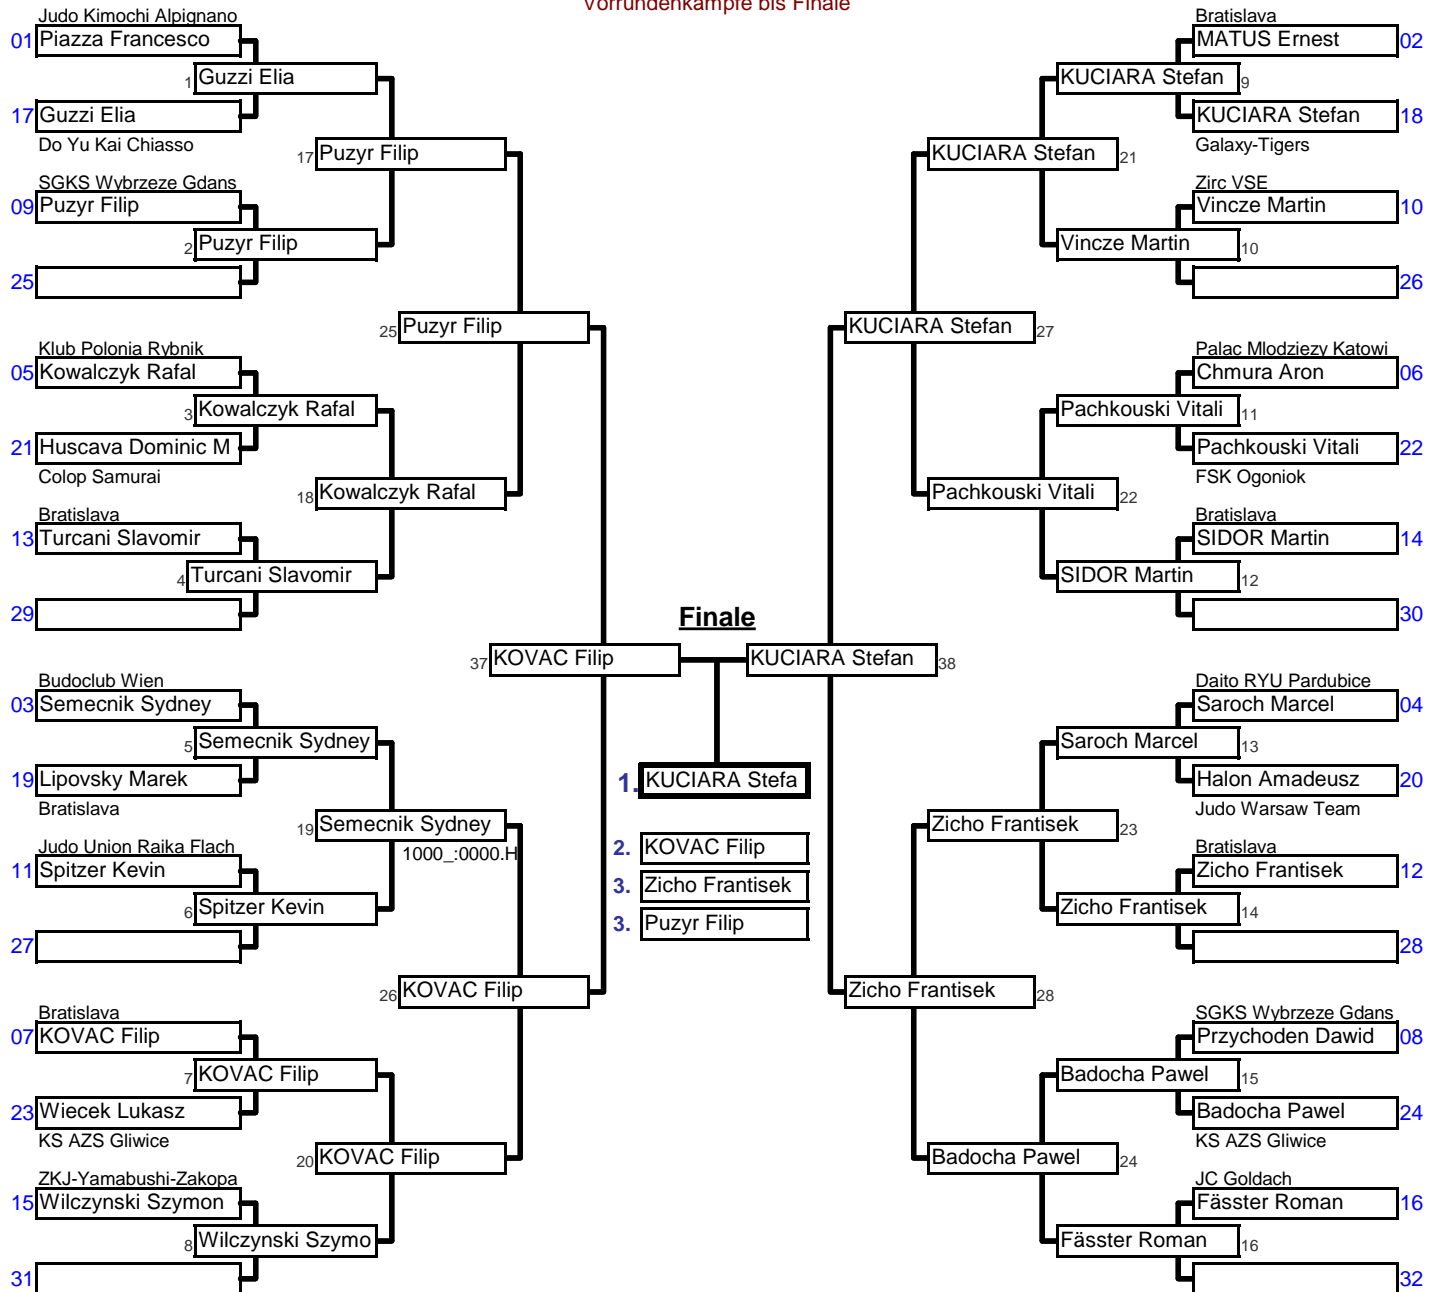 Vorrundenkämpfe bis Finale
Judo Kimochi Alpignano
01 Piazza Francesco
1 Guzzi Elia
17 Guzzi Elia
Do Yu Kai Chiasso
17 Puzyr Filip
SGKS Wybrzeze Gdans
09 Puzyr Filip
2 Puzyr Filip
25
25 Puzyr Filip
Klub Polonia Rybnik
05 Kowalczyk Rafal
3 Kowalczyk Rafal
21 Huscava Dominic M
Colop Samurai
18 Kowalczyk Rafal
Bratislava
13 Turcani Slavomir
4 Turcani Slavomir
29
37 KOVAC Filip
Budoclub Wien
03 Semecnik Sydney
5 Semecnik Sydney
19 Lipovsky Marek
Bratislava
19 Semecnik Sydney
1000_:0000.H
Judo Union Raika Flach
11 Spitzer Kevin
6 Spitzer Kevin
27
26 KOVAC Filip
Bratislava
07 KOVAC Filip
7 KOVAC Filip
23 Wiecek Lukasz
KS AZS Gliwice
20 KOVAC Filip
ZKJ-Yamabushi-Zakopa
15 Wilczynski Szymon
8 Wilczynski Szymo
31
Finale
1. KUCIARA Stefa
2. KOVAC Filip
3. Zicho Frantisek
3. Puzyr Filip
Bratislava
MATUS Ernest 02
KUCIARA Stefan 9
KUCIARA Stefan 18
Galaxy-Tigers
KUCIARA Stefan 21
Zirc VSE
Vincze Martin 10
Vincze Martin 10
26
KUCIARA Stefan 27
Palac Mlodziezy Katowi
Chmura Aron 06
Pachkouski Vitali 11
Pachkouski Vitali 22
FSK Ogoniok
Pachkouski Vitali 22
Bratislava
SIDOR Martin 14
SIDOR Martin 12
30
KUCIARA Stefan 38
Daito RYU Pardubice
Saroch Marcel 04
Saroch Marcel 13
Halon Amadeusz 20
Judo Warsaw Team
Zicho Frantisek 23
Bratislava
Zicho Frantisek 12
Zicho Frantisek 14
28
Zicho Frantisek 28
SGKS Wybrzeze Gdans
Przychoden Dawid 08
Badocha Pawel 15
Badocha Pawel 24
KS AZS Gliwice
Badocha Pawel 24
JC Goldach
Fässter Roman 16
Fässter Roman 16
32